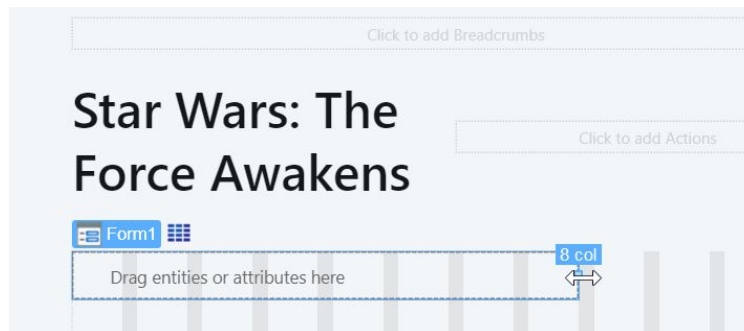 Click to add Breadcrumbs
Star Wars: The
Force Awakens
Click to add Actions
Form1
8 col
Drag entities or attributes here